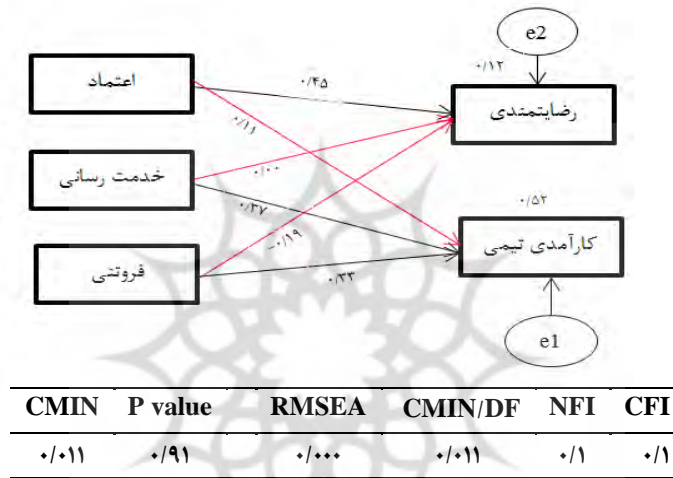 e2
۰/۱۲
اعتماد
۰/۴۵
رضایتمندی
۰/۱۱
خدمت رسانی
۰/۰۰
۰/۳۷
-۰/۱۹
۰/۵۲
کارآمدی تیمی
فروتنی
۰/۳۳
e1
CMIN P value RMSEA CMIN/DF NFI CFI
۰/۰۱۱ ۰/۹۱ ۰/۰۰۰ ۰/۰۱۱ ۰/۱ ۰/۱